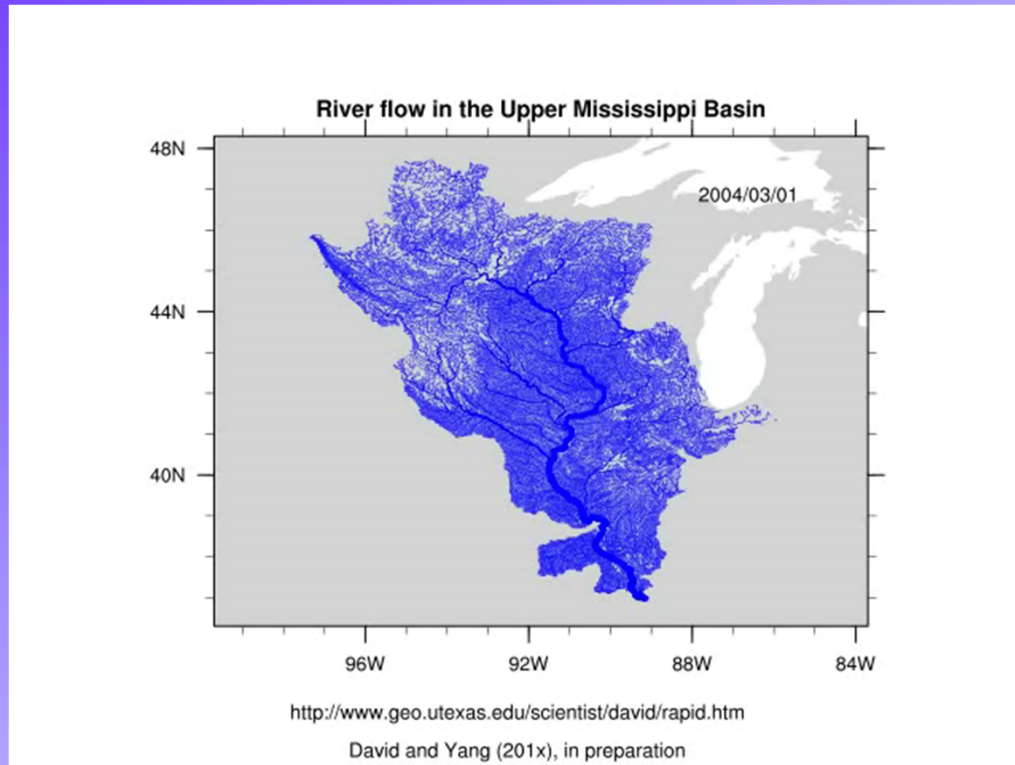 River flow in the Upper Mississippi Basin
48N
2004/03/01
44N
40N
96W 92W 88W 84W
http://www.geo.utexas.edu/scientist/david/rapid.htm
David and Yang (201x), in preparation